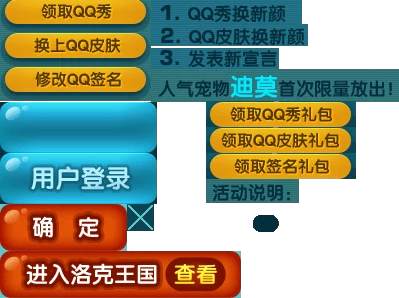 领取QQ秀
换上QQ皮肤
修改QQ签名
1. QQ秀换新颜
2. QQ皮肤换新颜
3. 发表新宣言
人气宠物迪莫首次限量放出！
领取QQ秀礼包
领取QQ皮肤礼包
领取签名礼包
活动说明：
用户登录
确 定
进入洛克王国 查看